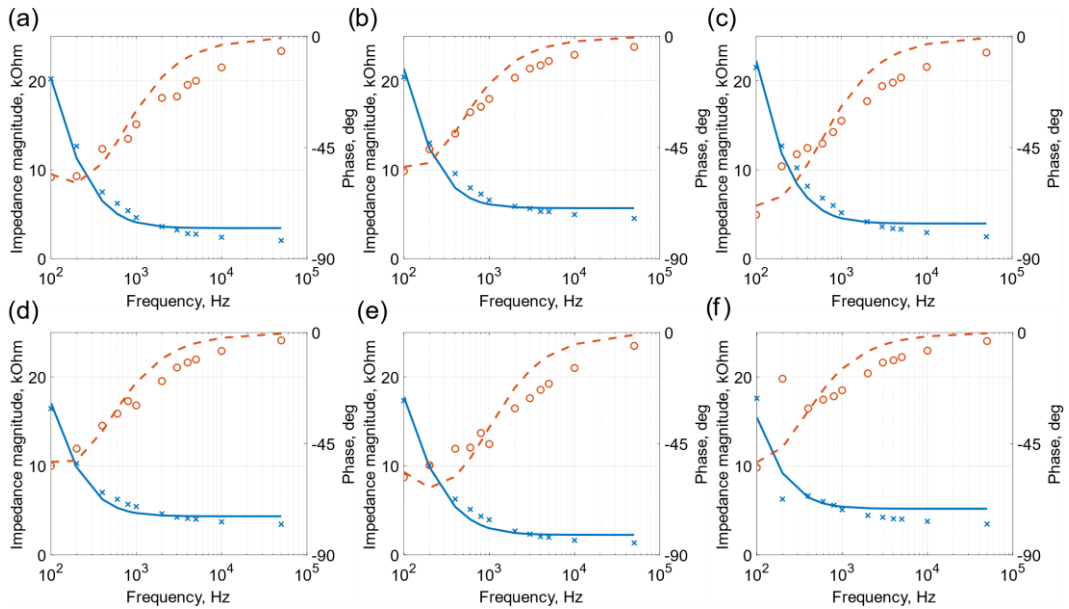 (a)
Impedance magnitude, kOhm
20
10
0
0
-45
-90
Phase, deg
10^2
10^3
10^4
10^5
Frequency, Hz
(b)
Impedance magnitude, kOhm
20
10
0
0
-45
-90
Phase, deg
10^2
10^3
10^4
10^5
Frequency, Hz
(c)
Impedance magnitude, kOhm
20
10
0
0
-45
-90
Phase, deg
10^2
10^3
10^4
10^5
Frequency, Hz
(d)
Impedance magnitude, kOhm
20
10
0
0
-45
-90
Phase, deg
10^2
10^3
10^4
10^5
Frequency, Hz
(e)
Impedance magnitude, kOhm
20
10
0
0
-45
-90
Phase, deg
10^2
10^3
10^4
10^5
Frequency, Hz
(f)
Impedance magnitude, kOhm
20
10
0
0
-45
-90
Phase, deg
10^2
10^3
10^4
10^5
Frequency, Hz